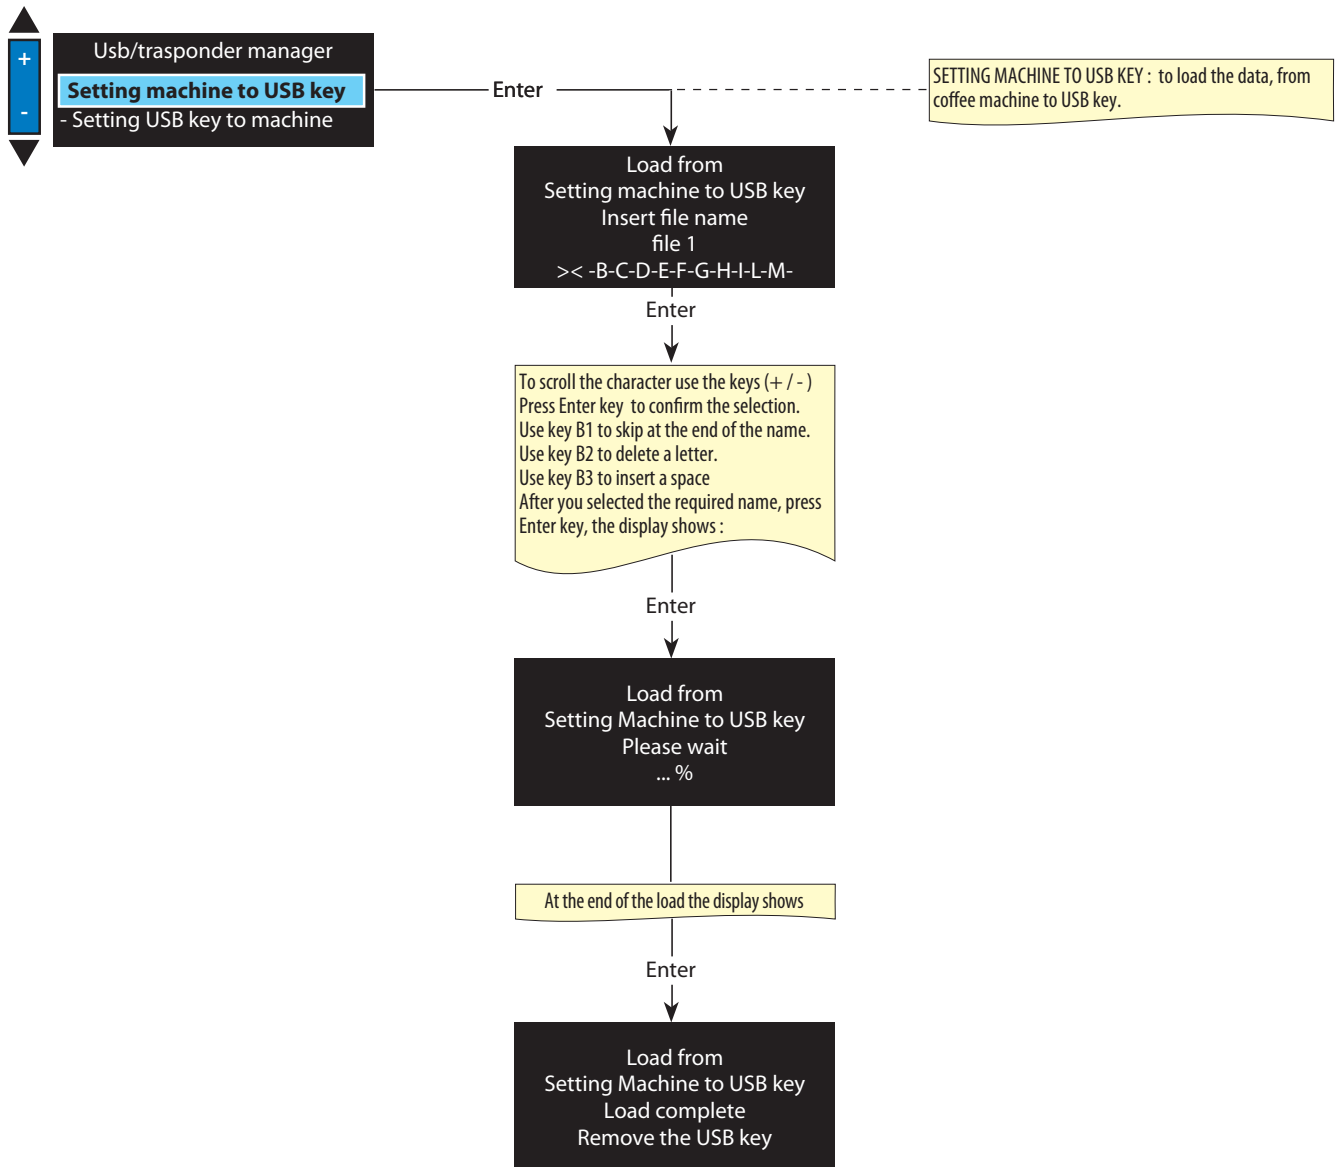 +
-
Usb/trasponder manager
Setting machine to USB key
- Setting USB key to machine
Enter
SETTING MACHINE TO USB KEY : to load the data, from
coffee machine to USB key.
Load from
Setting machine to USB key
Insert file name
file 1
>< -B-C-D-E-F-G-H-I-L-M-
Enter
To scroll the character use the keys (+ / - )
Press Enter key to confirm the selection.
Use key B1 to skip at the end of the name.
Use key B2 to delete a letter.
Use key B3 to insert a space
After you selected the required name, press
Enter key, the display shows :
Enter
Load from
Setting Machine to USB key
Please wait
... %
At the end of the load the display shows
Enter
Load from
Setting Machine to USB key
Load complete
Remove the USB key